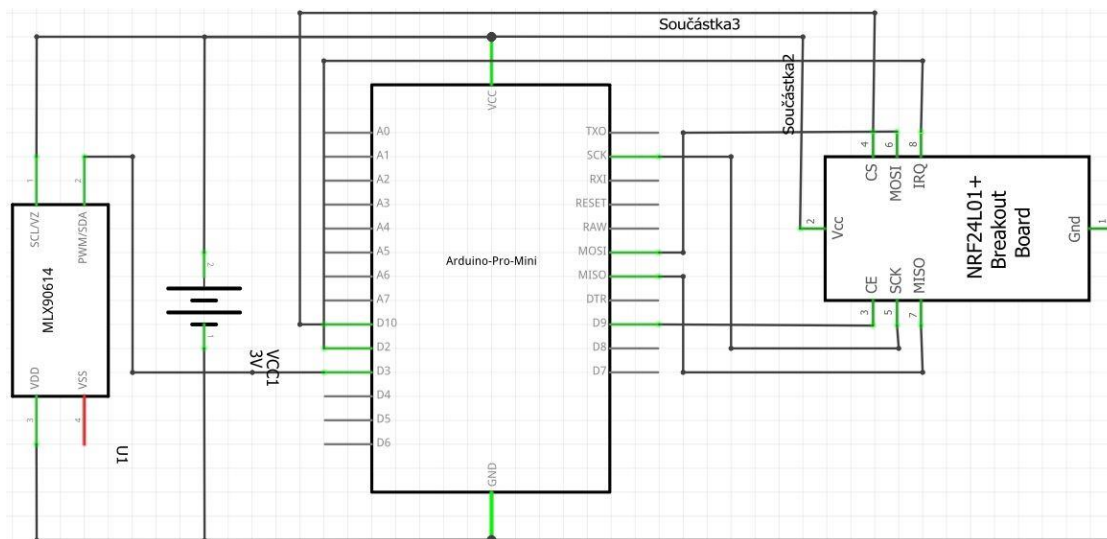 Součástka3
Součástka2
VCC
A0
A1
A2
A3
A4
A5
A6
A7
D10
D2
D3
D4
D5
D6
TXO
SCK
RXI
RESET
RAW
MOSI
MISO
DTR
D9
D8
D7
Arduino-Pro-Mini
GND
1
SCL/VZ
2
PWM/SDA
MLX90614
VDD
3
VSS
4
U1
2
1
VCC1
3V
4
CS
6
MOSI
8
IRQ
2
Vcc
NRF24L01+
Breakout
Board
Gnd
1
CE
3
SCK
5
MISO
7